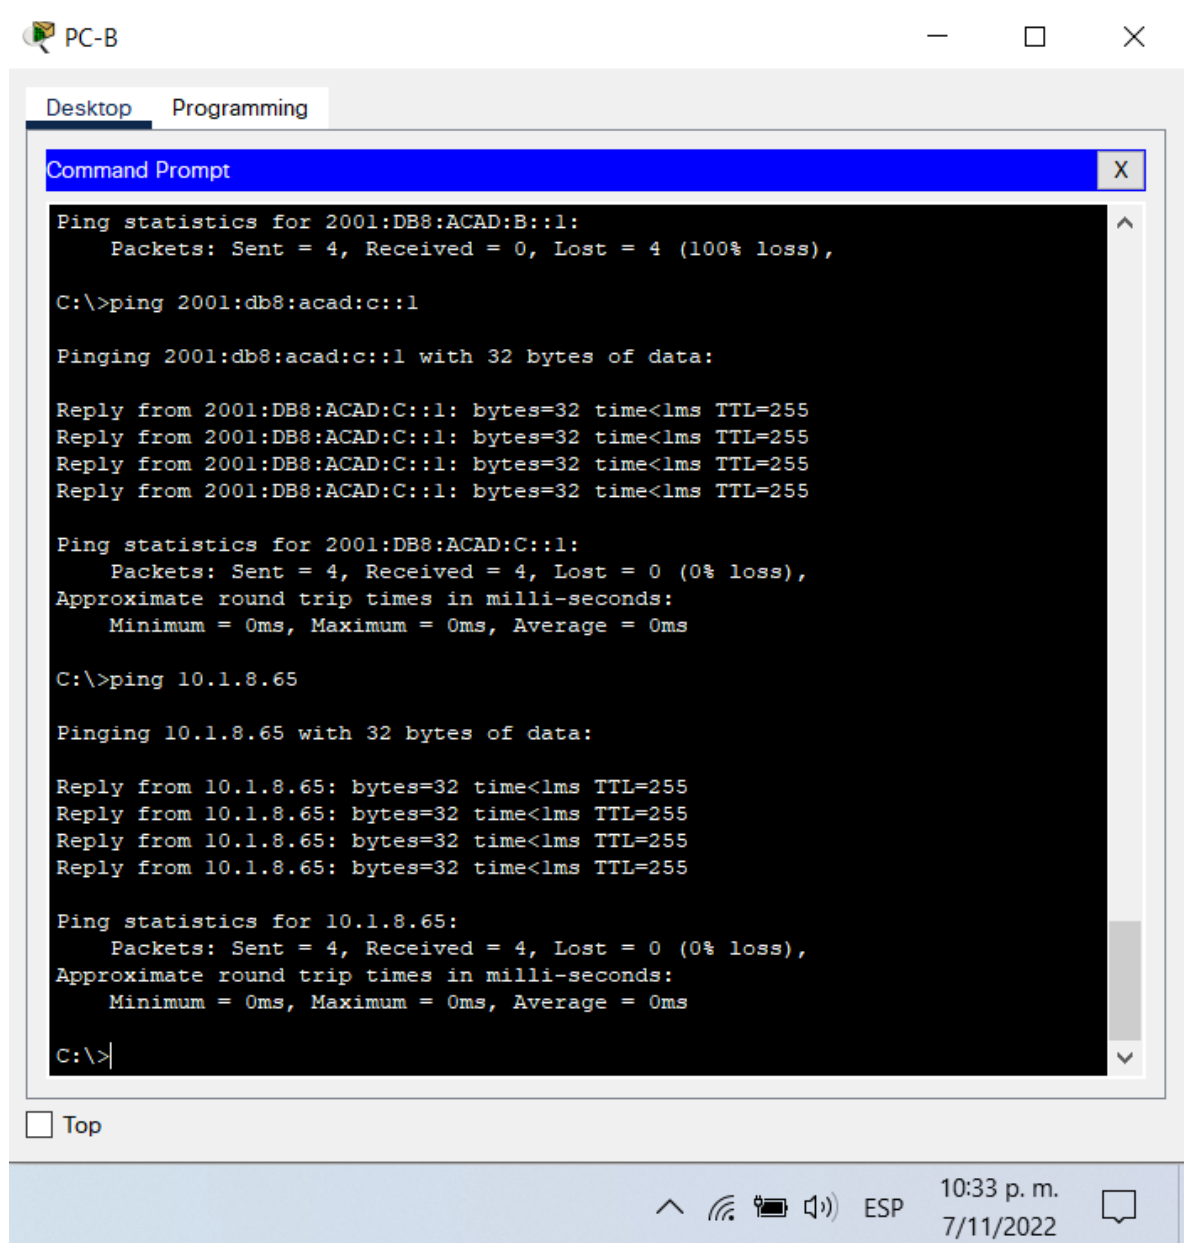 PC-B
Desktop Programming
Command Prompt X
Ping statistics for 2001:DB8:ACAD:B::1:
Packets: Sent = 4, Received = 0, Lost = 4 (100% loss),
C:\>ping 2001:db8:acad:c::1
Pinging 2001:db8:acad:c::1 with 32 bytes of data:
Reply from 2001:DB8:ACAD:C::1: bytes=32 time<1ms TTL=255
Reply from 2001:DB8:ACAD:C::1: bytes=32 time<1ms TTL=255
Reply from 2001:DB8:ACAD:C::1: bytes=32 time<1ms TTL=255
Reply from 2001:DB8:ACAD:C::1: bytes=32 time<1ms TTL=255
Ping statistics for 2001:DB8:ACAD:C::1:
Packets: Sent = 4, Received = 4, Lost = 0 (0% loss),
Approximate round trip times in milli-seconds:
Minimum = 0ms, Maximum = 0ms, Average = 0ms
C:\>ping 10.1.8.65
Pinging 10.1.8.65 with 32 bytes of data:
Reply from 10.1.8.65: bytes=32 time<1ms TTL=255
Reply from 10.1.8.65: bytes=32 time<1ms TTL=255
Reply from 10.1.8.65: bytes=32 time<1ms TTL=255
Reply from 10.1.8.65: bytes=32 time<1ms TTL=255
Ping statistics for 10.1.8.65:
Packets: Sent = 4, Received = 4, Lost = 0 (0% loss),
Approximate round trip times in milli-seconds:
Minimum = 0ms, Maximum = 0ms, Average = 0ms
C:\>
Top
ESP
10:33 p. m.
7/11/2022